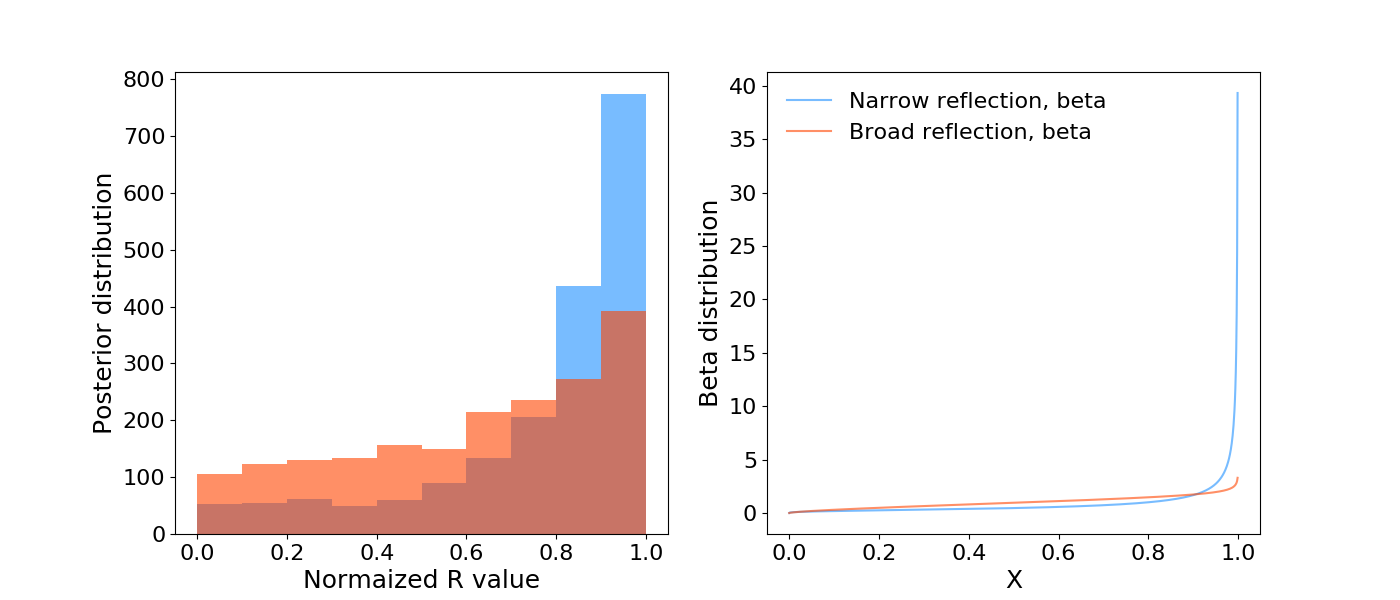 800
700
600
500
400
300
200
100
0
Posterior distribution
0.0 0.2 0.4 0.6 0.8 1.0
Normaized R value
40
35
30
25
20
15
10
5
0
Beta distribution
Narrow reflection, beta
Broad reflection, beta
0.0 0.2 0.4 0.6 0.8 1.0
X